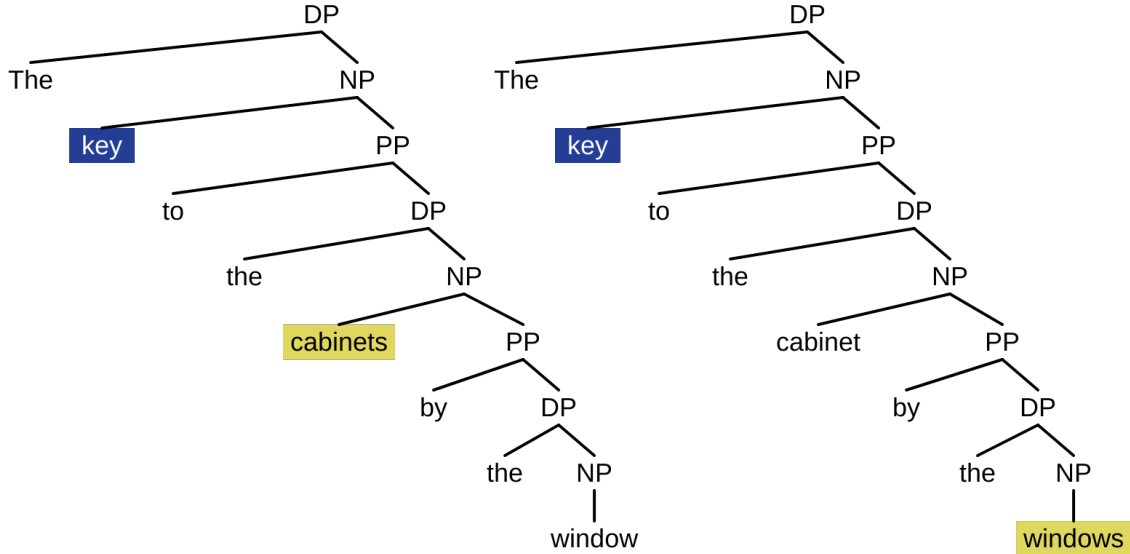 DP DP
The NP The NP
key PP key PP
to DP to DP
the NP the NP
cabinets PP cabinet PP
by DP by DP
the NP the NP
window windows